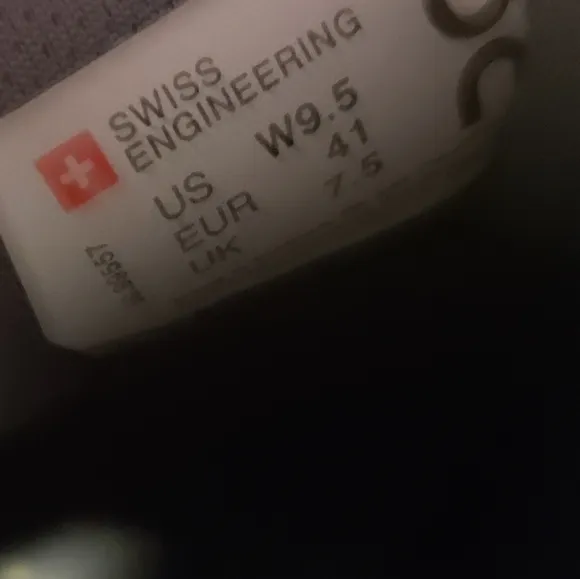 SWISS
ENGINEERING
US W9.5
EUR 41
UK 7.5